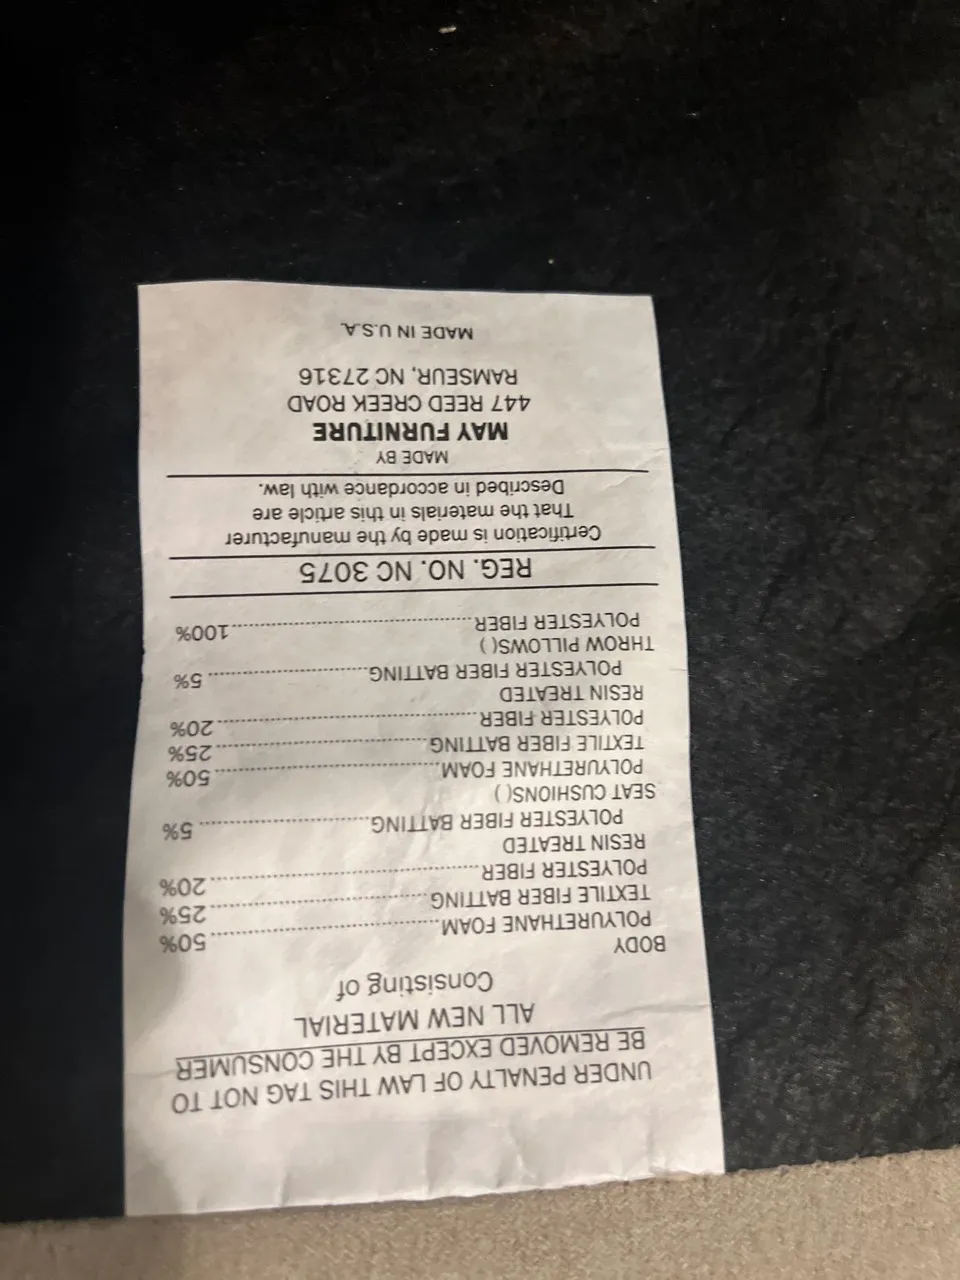 UNDER PENALTY OF LAW THIS TAG NOT TO
BE REMOVED EXCEPT BY THE CONSUMER
ALL NEW MATERIAL
Consisting of
BODY
POLYURETHANE FOAM.................................50%
TEXTILE FIBER BATTING.................................25%
POLYESTER FIBER.................................20%
RESIN TREATED
POLYESTER FIBER BATTING.................................5%
SEAT CUSHIONS( )
POLYURETHANE FOAM.................................50%
TEXTILE FIBER BATTING.................................25%
POLYESTER FIBER.................................20%
RESIN TREATED
POLYESTER FIBER BATTING.................................5%
THROW PILLOWS( )
POLYESTER FIBER.................................100%
REG. NO. NC 3075
Certification is made by the manufacturer
That the materials in this article are
Described in accordance with law.
MADE BY
MAY FURNITURE
447 REED CREEK ROAD
RAMSEUR, NC 27316
MADE IN U.S.A.